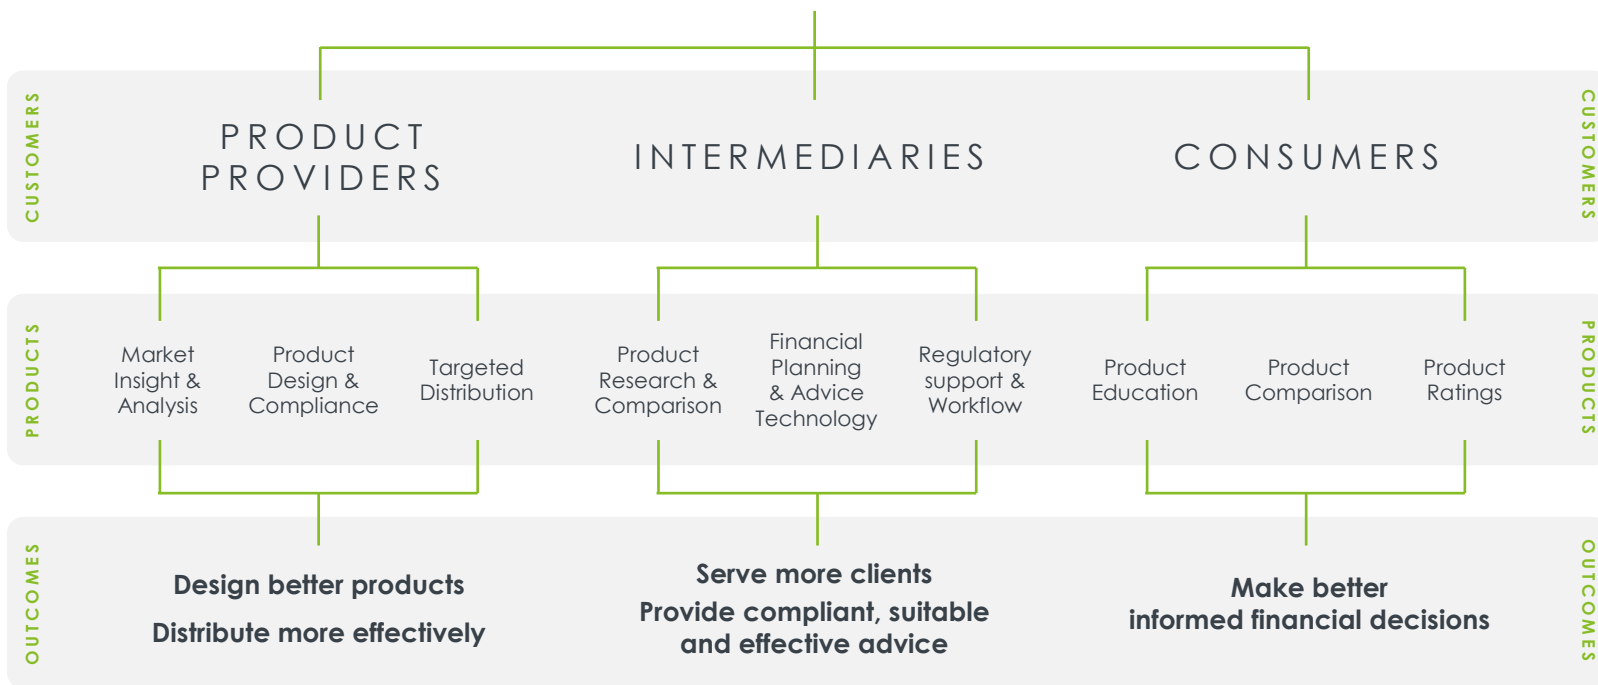 CUSTOMERS
PRODUCT
PROVIDERS
INTERMEDIARIES
CONSUMERS
CUSTOMERS
PRODUCTS
Market
Insight &
Analysis
Product
Design &
Compliance
Targeted
Distribution
Product
Research &
Comparison
Financial
Planning
& Advice
Technology
Regulatory
support &
Workflow
Product
Education
Product
Comparison
Product
Ratings
PRODUCTS
OUTCOMES
Design better products
Distribute more effectively
Serve more clients
Provide compliant, suitable
and effective advice
Make better
informed financial decisions
OUTCOMES